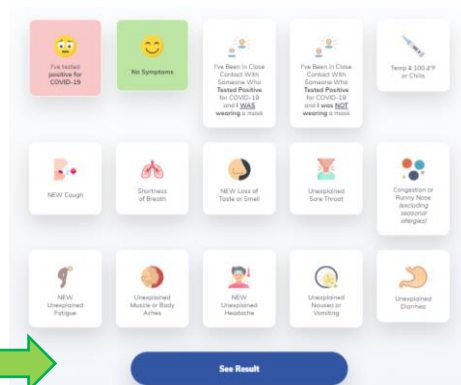 I've tested
positive for
COVID-19
No Symptoms
I've Been in Close
Contact With
Someone Who
Tested Positive
for COVID-19
and I WAS
wearing a mask
I've Been in Close
Contact With
Someone Who
Tested Positive
for COVID-19
and I was NOT
wearing a mask
Temp ≥ 100.4°F
or Chills
NEW Cough
Shortness
of Breath
NEW Loss of
Taste or Smell
Unexplained
Sore Throat
Congestion or
Runny Nose
(excluding
seasonal
allergies)
NEW
Unexplained
Fatigue
Unexplained
Muscle or Body
Aches
NEW
Unexplained
Headache
Unexplained
Nausea or
Vomiting
Unexplained
Diarrhea
See Result